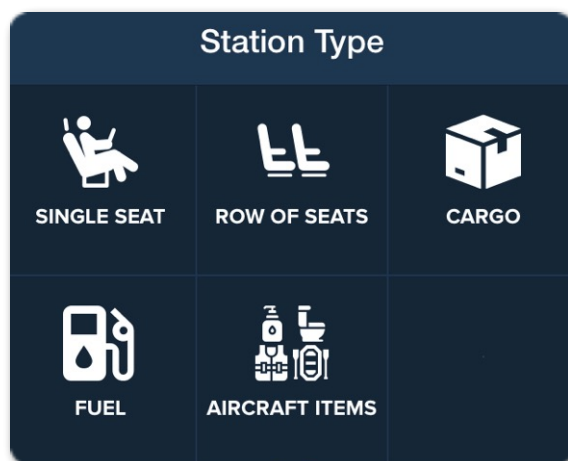 Station Type
SINGLE SEAT
ROW OF SEATS
CARGO
FUEL
AIRCRAFT ITEMS